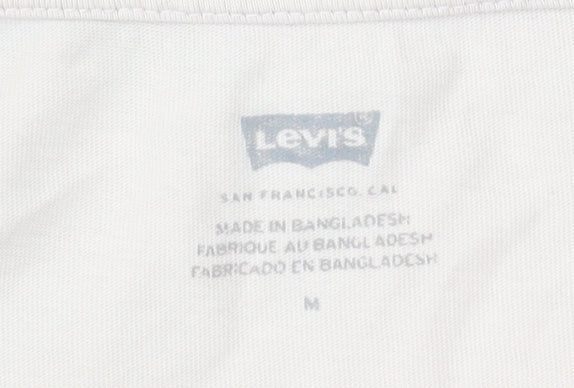 Levi's
SAN FRANCISCO, CAL
MADE IN BANGLADESH
FABRIQUE AU BANGLADESH
FABRICADO EN BANGLADESH
M